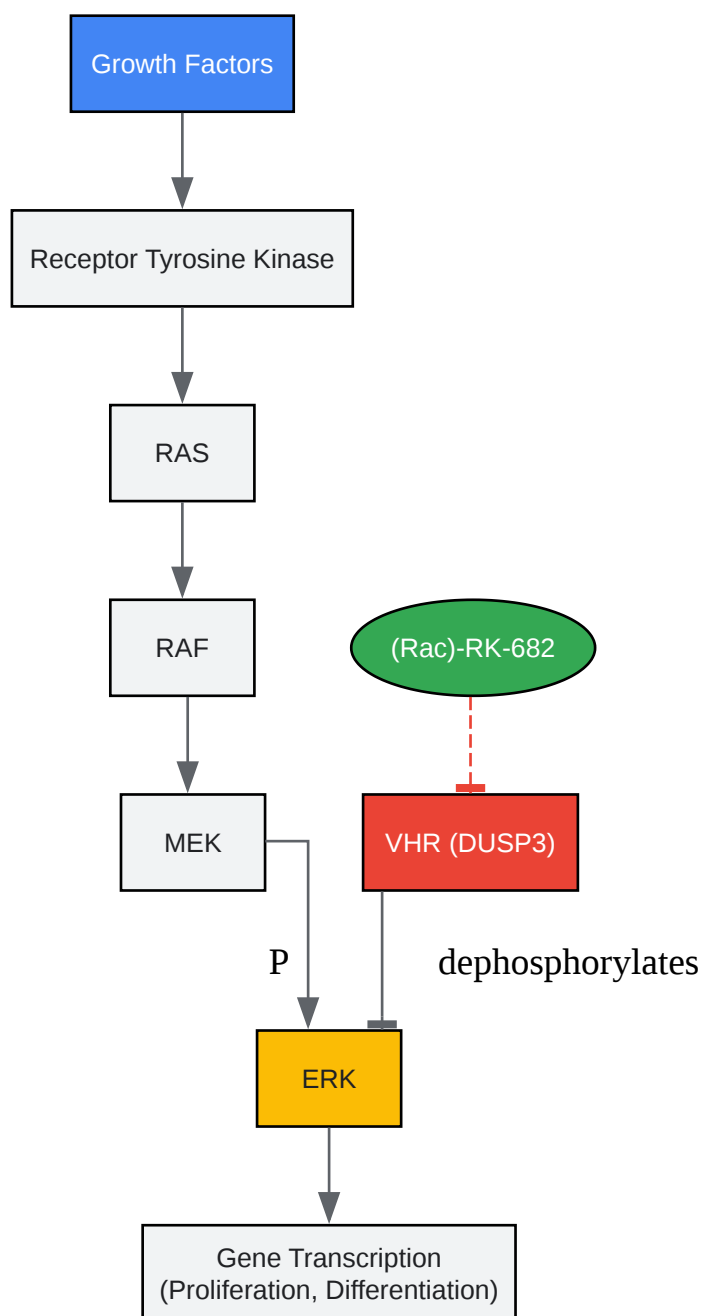 Growth Factors
Receptor Tyrosine Kinase
RAS
RAF
(Rac)-RK-682
MEK
VHR (DUSP3)
P
dephosphorylates
ERK
Gene Transcription
(Proliferation, Differentiation)